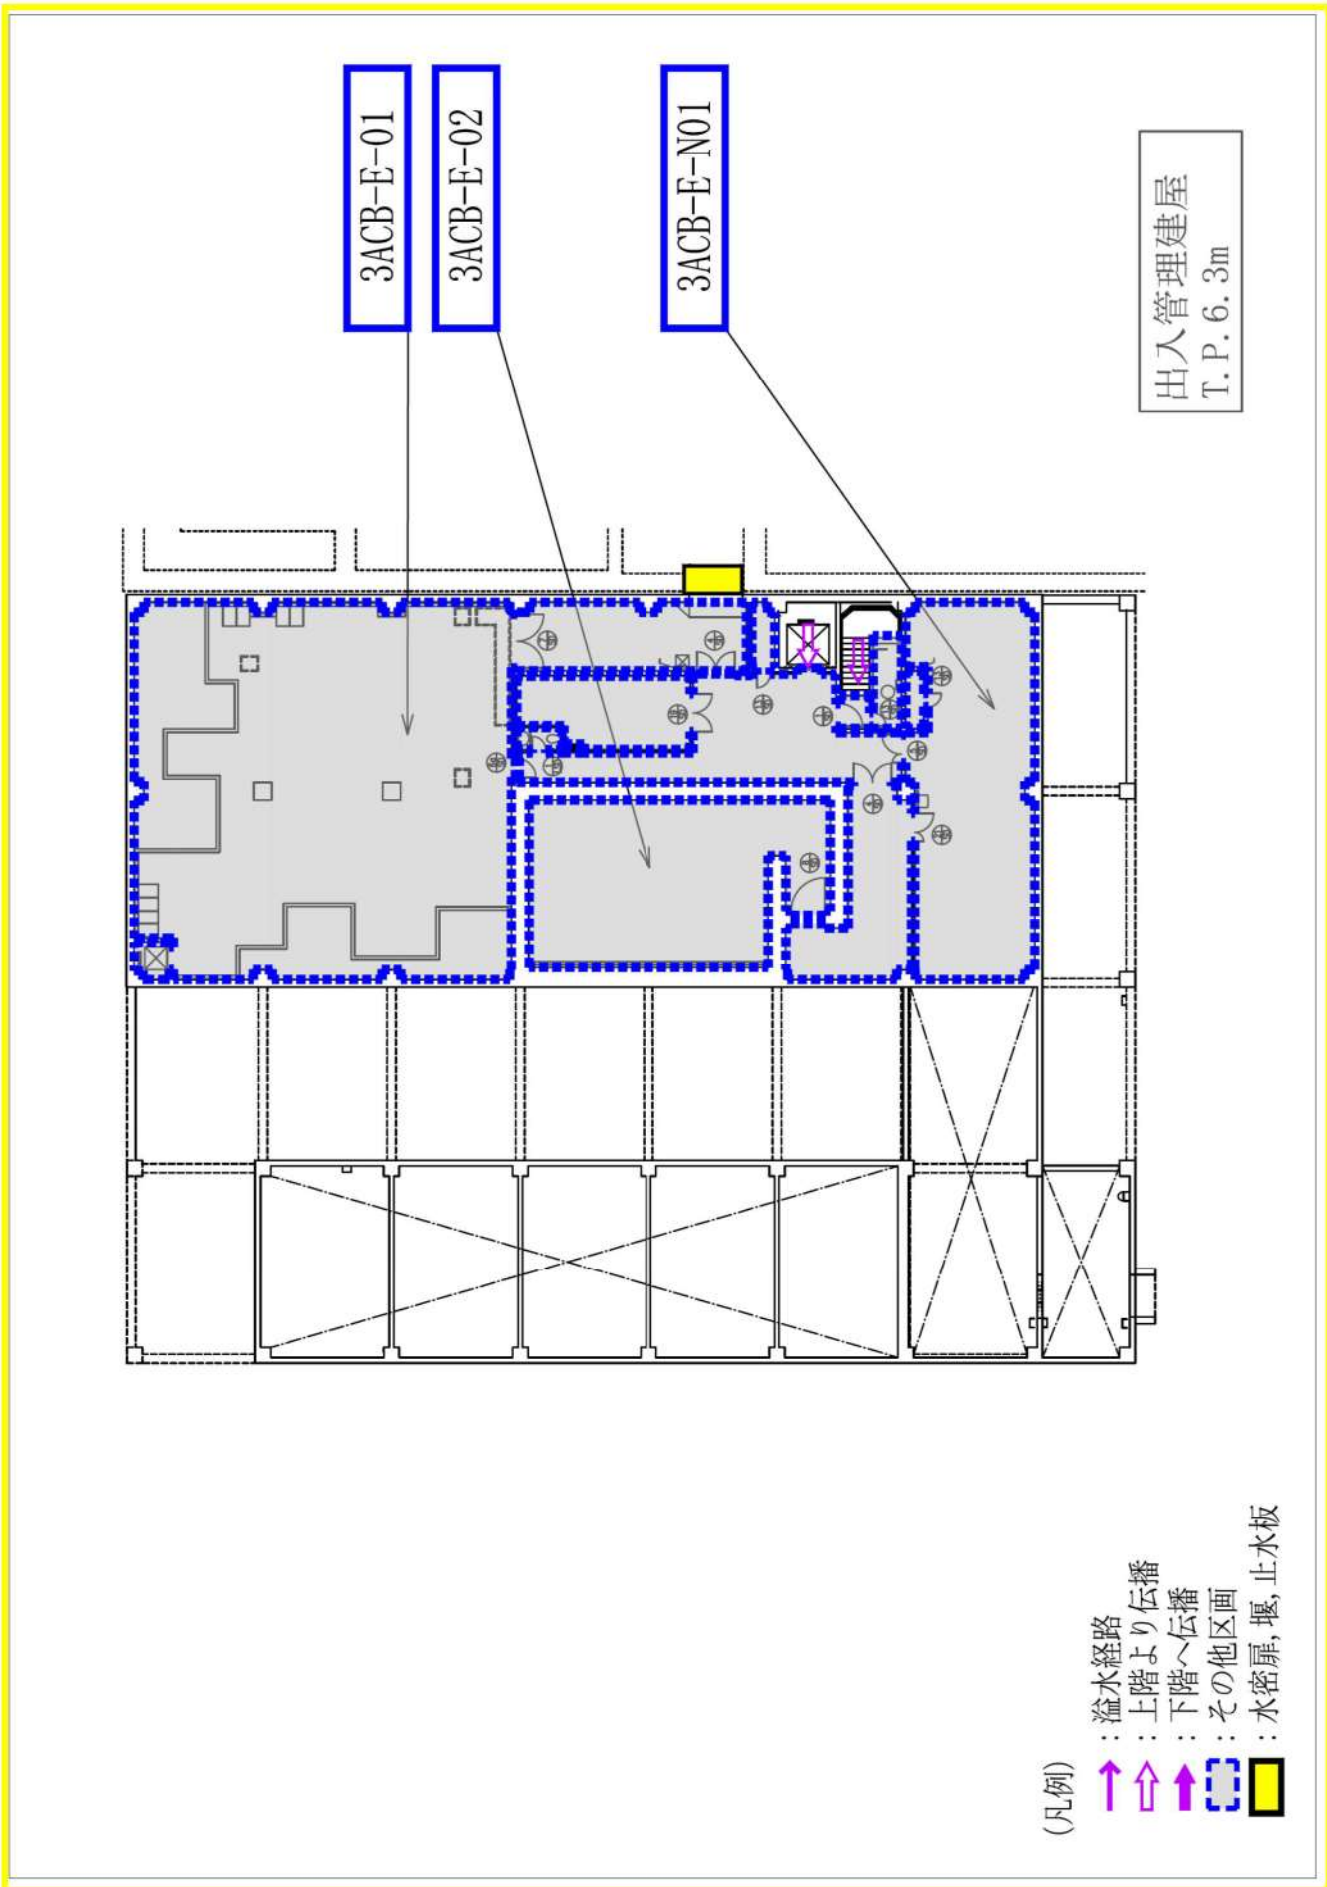 3ACB-E-01
3ACB-E-02
3ACB-E-N01
出入管理建屋
T.P.6.3m
(凡例)
：溢水経路
：上階より伝播
：下階へ伝播
：その他区画
：水密扉,堰,止水板